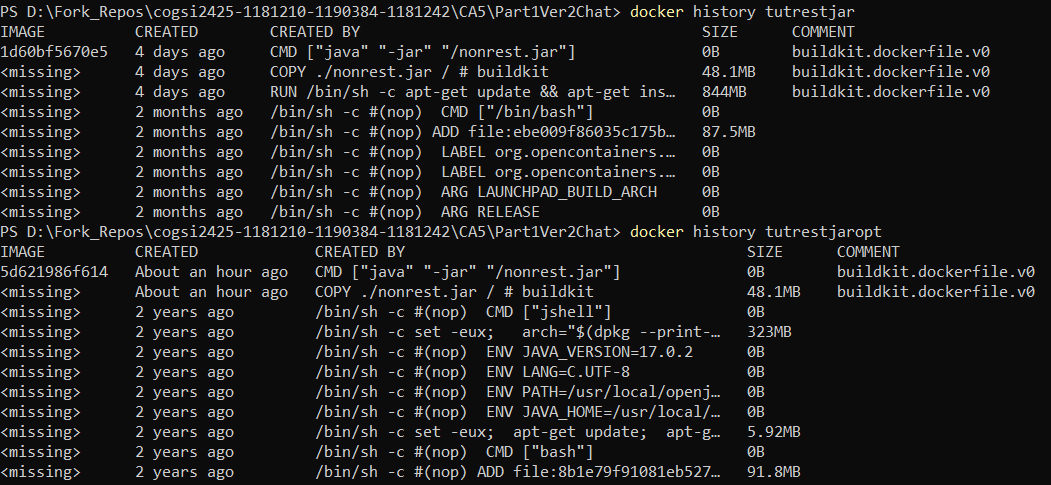 PS D:\Fork_Repos\cogsi2425-1181210-1190384-1181242\CA5\Part1Ver2Chat> docker history tutrestjar
IMAGE CREATED CREATED BY SIZE COMMENT
1d60bf5670e5 4 days ago CMD ["java" "-jar" "/nonrest.jar"] 0B buildkit.dockerfile.v0
<missing> 4 days ago COPY ./nonrest.jar / # buildkit 48.1MB buildkit.dockerfile.v0
<missing> 4 days ago RUN /bin/sh -c apt-get update && apt-get ins… 844MB buildkit.dockerfile.v0
<missing> 2 months ago /bin/sh -c #(nop) CMD ["/bin/bash"] 0B
<missing> 2 months ago /bin/sh -c #(nop) ADD file:ebe009f86035c175b… 87.5MB
<missing> 2 months ago /bin/sh -c #(nop) LABEL org.opencontainers.… 0B
<missing> 2 months ago /bin/sh -c #(nop) LABEL org.opencontainers.… 0B
<missing> 2 months ago /bin/sh -c #(nop) ARG LAUNCHPAD_BUILD_ARCH 0B
<missing> 2 months ago /bin/sh -c #(nop) ARG RELEASE 0B
PS D:\Fork_Repos\cogsi2425-1181210-1190384-1181242\CA5\Part1Ver2Chat> docker history tutrestjaropt
IMAGE CREATED CREATED BY SIZE COMMENT
5d621986f614 About an hour ago CMD ["java" "-jar" "/nonrest.jar"] 0B buildkit.dockerfile.v0
<missing> About an hour ago COPY ./nonrest.jar / # buildkit 48.1MB buildkit.dockerfile.v0
<missing> 2 years ago /bin/sh -c #(nop) CMD ["jshell"] 0B
<missing> 2 years ago /bin/sh -c set -eux; arch="$(dpkg --print-… 323MB
<missing> 2 years ago /bin/sh -c #(nop) ENV JAVA_VERSION=17.0.2 0B
<missing> 2 years ago /bin/sh -c #(nop) ENV LANG=C.UTF-8 0B
<missing> 2 years ago /bin/sh -c #(nop) ENV PATH=/usr/local/openj… 0B
<missing> 2 years ago /bin/sh -c #(nop) ENV JAVA_HOME=/usr/local/… 0B
<missing> 2 years ago /bin/sh -c set -eux; apt-get update; apt-g… 5.92MB
<missing> 2 years ago /bin/sh -c #(nop) CMD ["bash"] 0B
<missing> 2 years ago /bin/sh -c #(nop) ADD file:8b1e79f91081eb527… 91.8MB